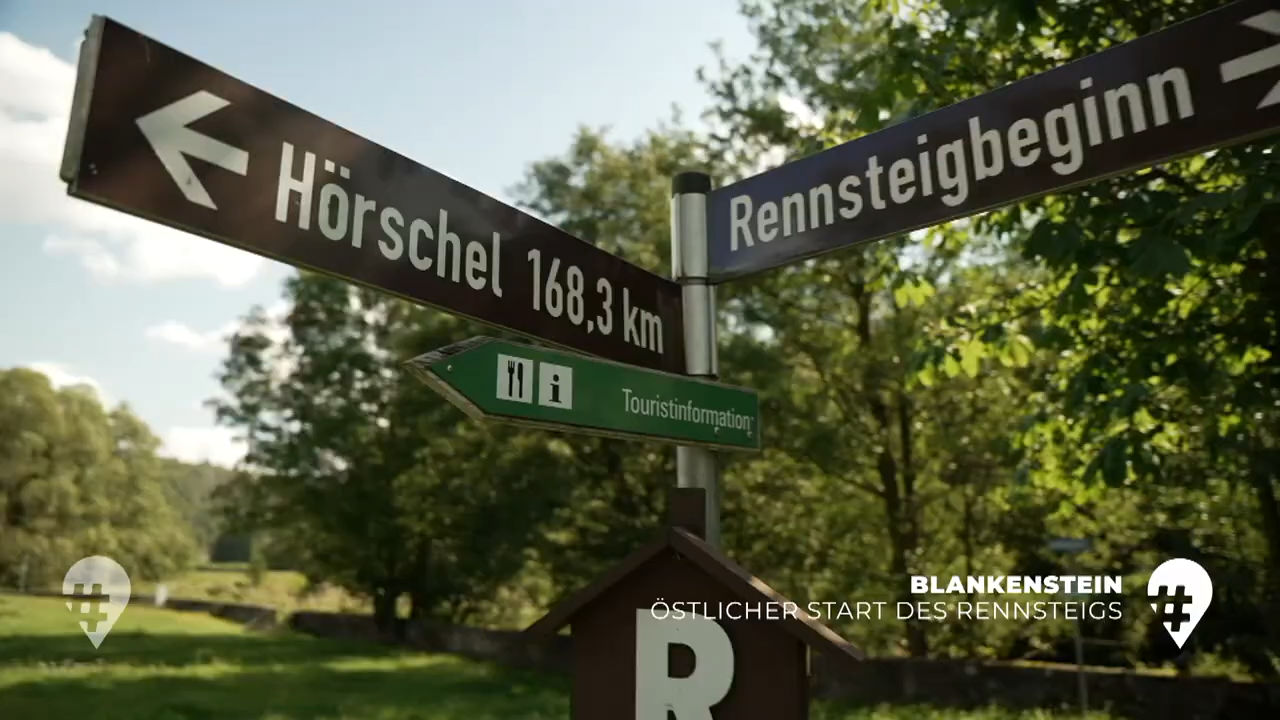 Hörschel 168,3 km
Rennsteigbeginn
i Touristinformation
BLANKENSTEIN
ÖSTLICHER START DES RENNSTEIGS
#
#
R